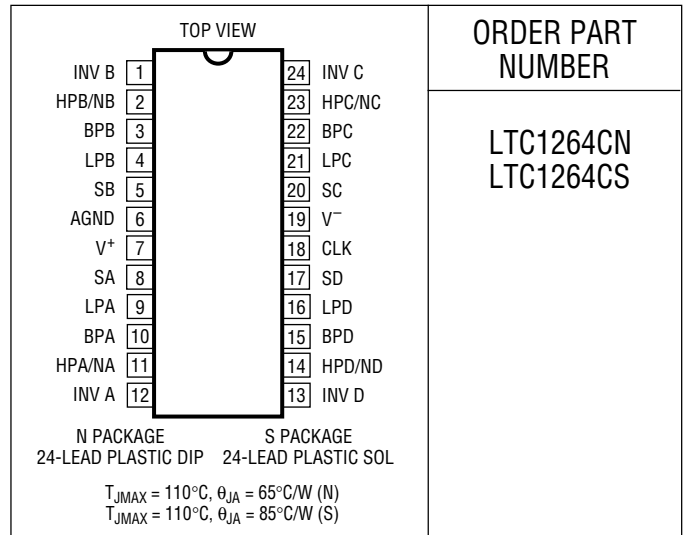 TOP VIEW
INV B 1
HPB/NB 2
BPB 3
LPB 4
SB 5
AGND 6
V+ 7
SA 8
LPA 9
BPA 10
HPA/NA 11
INV A 12
24 INV C
23 HPC/NC
22 BPC
21 LPC
20 SC
19 V–
18 CLK
17 SD
16 LPD
15 BPD
14 HPD/ND
13 INV D
N PACKAGE
24-LEAD PLASTIC DIP
S PACKAGE
24-LEAD PLASTIC SOL
TJMAX = 110°C, θJA = 65°C/W (N)
TJMAX = 110°C, θJA = 85°C/W (S)
ORDER PART
NUMBER
LTC1264CN
LTC1264CS